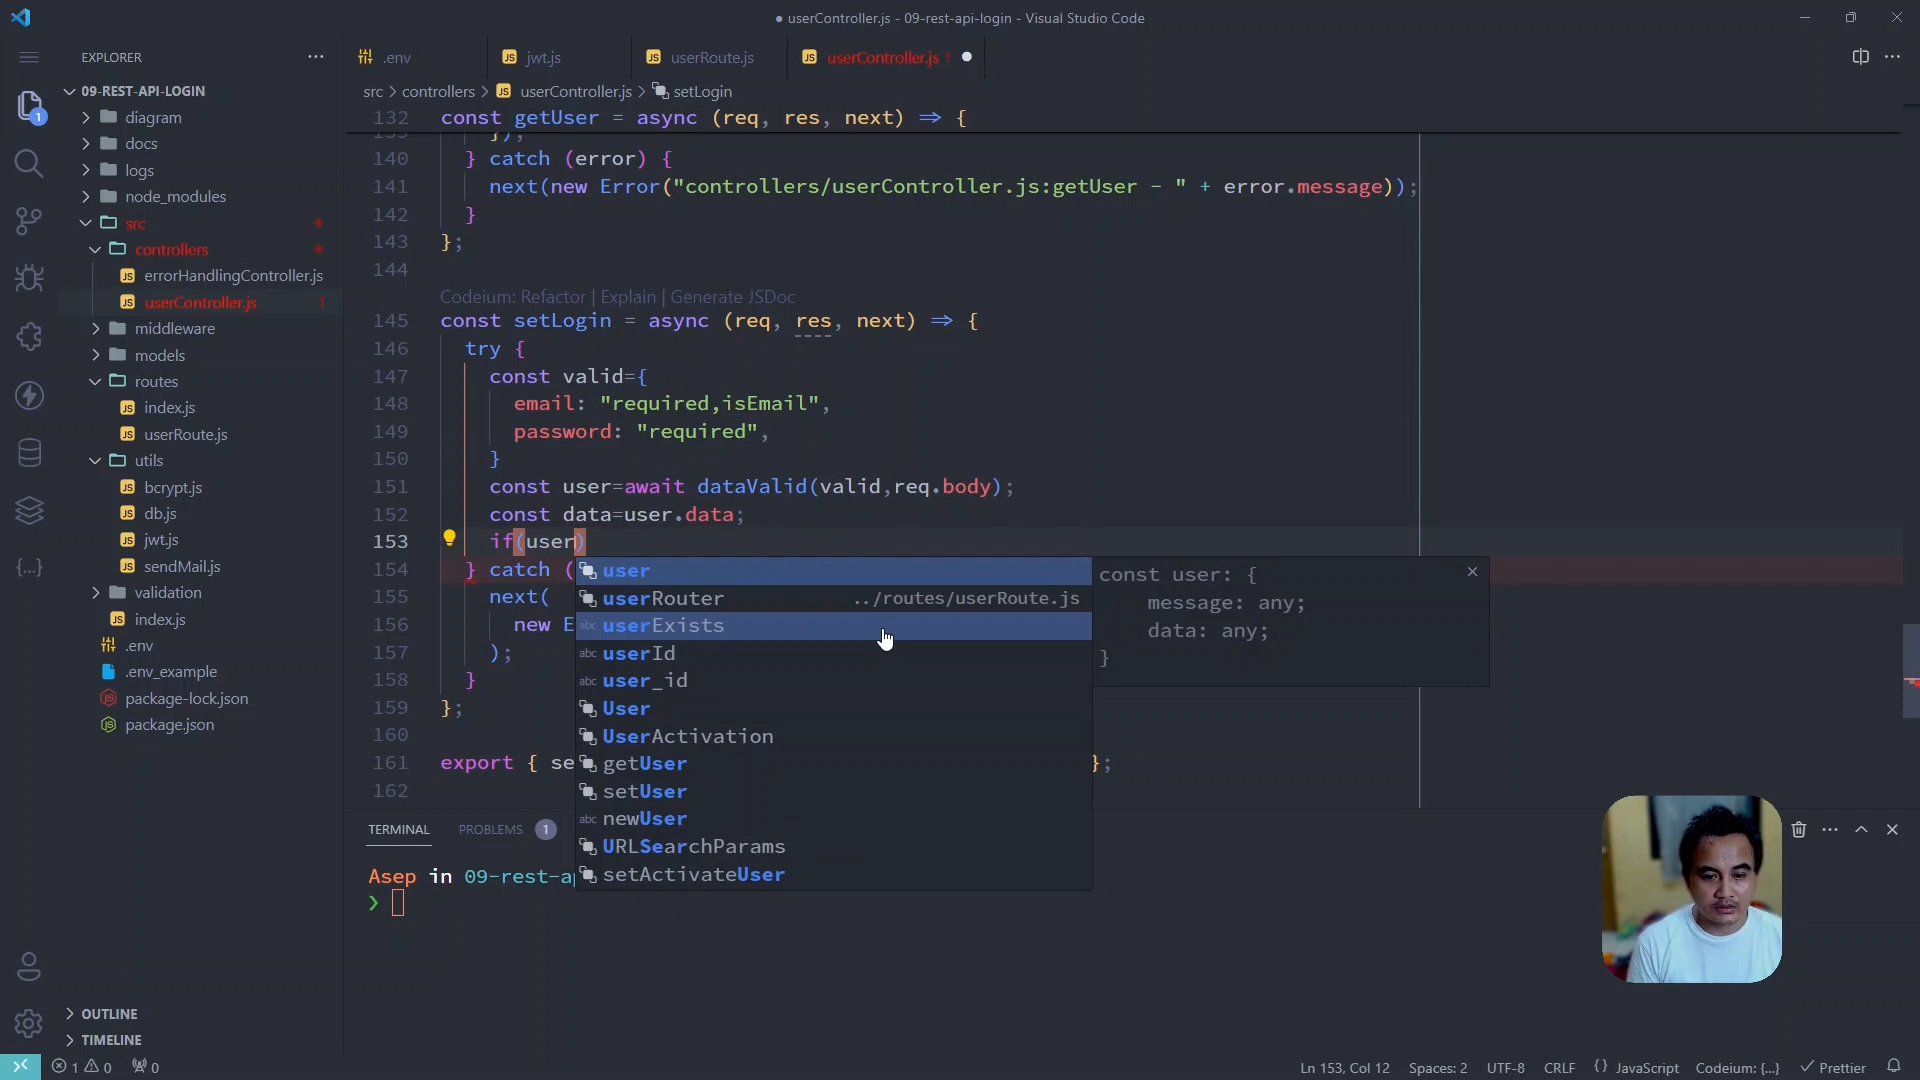 ● userController.js - 09-rest-api-login - Visual Studio Code
EXPLORER
.env
jwt.js
userRoute.js
userController.js !
09-REST-API-LOGIN
diagram
docs
logs
node_modules
src
controllers
errorHandlingController.js
userController.js !
middleware
models
routes
index.js
userRoute.js
utils
bcrypt.js
db.js
jwt.js
sendMail.js
validation
index.js
.env
.env_example
package-lock.json
package.json
OUTLINE
TIMELINE
src > controllers > userController.js > setLogin
132 const getUser = async (req, res, next) => {
139 });
140 } catch (error) {
141 next(new Error("controllers/userController.js:getUser - " + error.message));
142 }
143 };
144
Codeium: Refactor | Explain | Generate JSDoc
145 const setLogin = async (req, res, next) => {
146 try {
147 const valid={
148 email: "required,isEmail",
149 password: "required",
150 }
151 const user=await dataValid(valid,req.body);
152 const data=user.data;
153 if(user)
154 } catch (
155 next(
156 new E
157 );
158 }
159 };
160
161 export { se };
162
user
userRouter ../routes/userRoute.js
abc userExists
abc userId
abc user_id
User
UserActivation
getUser
setUser
abc newUser
URLSearchParams
setActivateUser
const user: {
message: any;
data: any;
}
TERMINAL PROBLEMS 1
Asep in 09-rest-ap
❯
1 0 0
Ln 153, Col 12 Spaces: 2 UTF-8 CRLF {} JavaScript Codeium: {...} Prettier